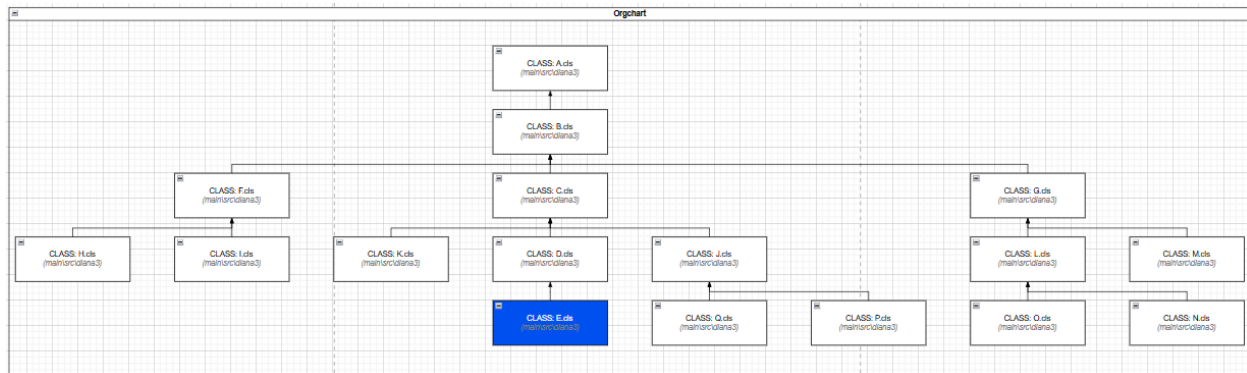 Orgchart
CLASS: A.cls
(main\src\diana3)
CLASS: B.cls
(main\src\diana3)
CLASS: F.cls
(main\src\diana3)
CLASS: C.cls
(main\src\diana3)
CLASS: G.cls
(main\src\diana3)
CLASS: H.cls
(main\src\diana3)
CLASS: I.cls
(main\src\diana3)
CLASS: K.cls
(main\src\diana3)
CLASS: D.cls
(main\src\diana3)
CLASS: J.cls
(main\src\diana3)
CLASS: L.cls
(main\src\diana3)
CLASS: M.cls
(main\src\diana3)
CLASS: E.cls
(main\src\diana3)
CLASS: Q.cls
(main\src\diana3)
CLASS: P.cls
(main\src\diana3)
CLASS: O.cls
(main\src\diana3)
CLASS: N.cls
(main\src\diana3)